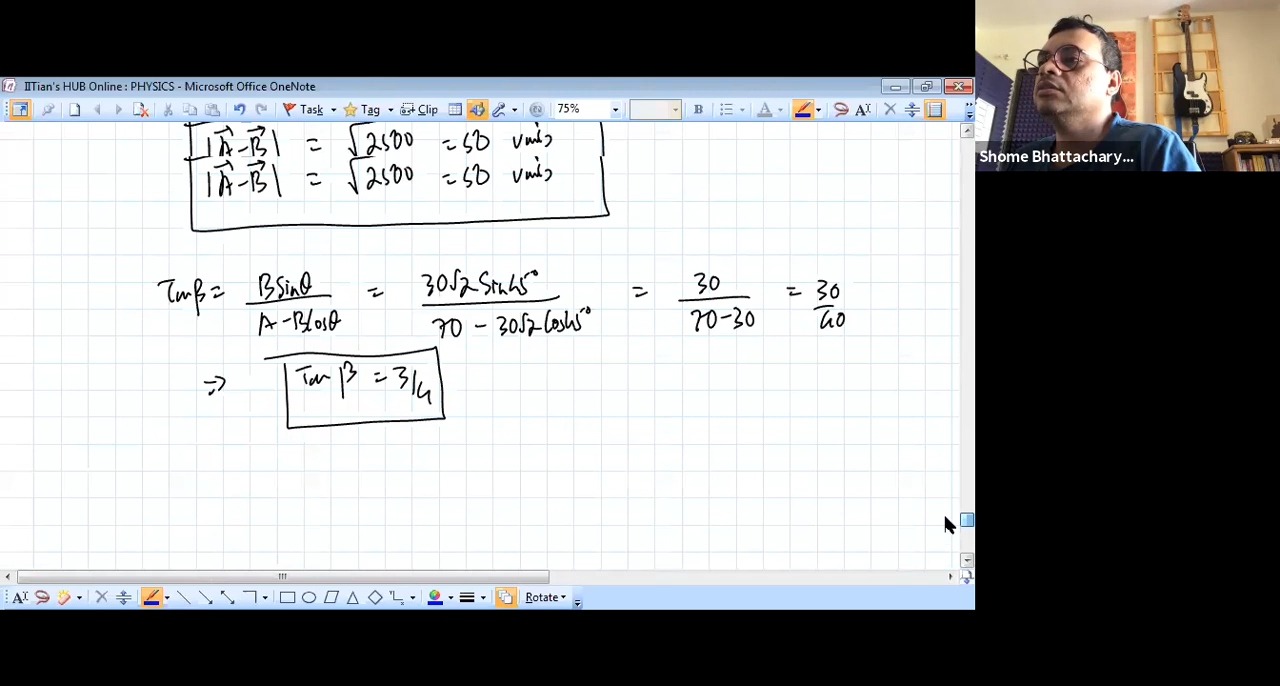 IITian's HUB Online : PHYSICS - Microsoft Office OneNote
Task Tag Clip 75% B A A
|A⃗-B⃗| = √2500 = 50 units
|A⃗-B⃗| = √2500 = 50 units
Tanβ = Bsinθ / A-Bcosθ = 30√2 Sin45° / 70 - 30√2 Cos45° = 30 / 70-30 = 30 / 40
⇒ Tan β = 3/4
A Rotate
Shome Bhattachary...